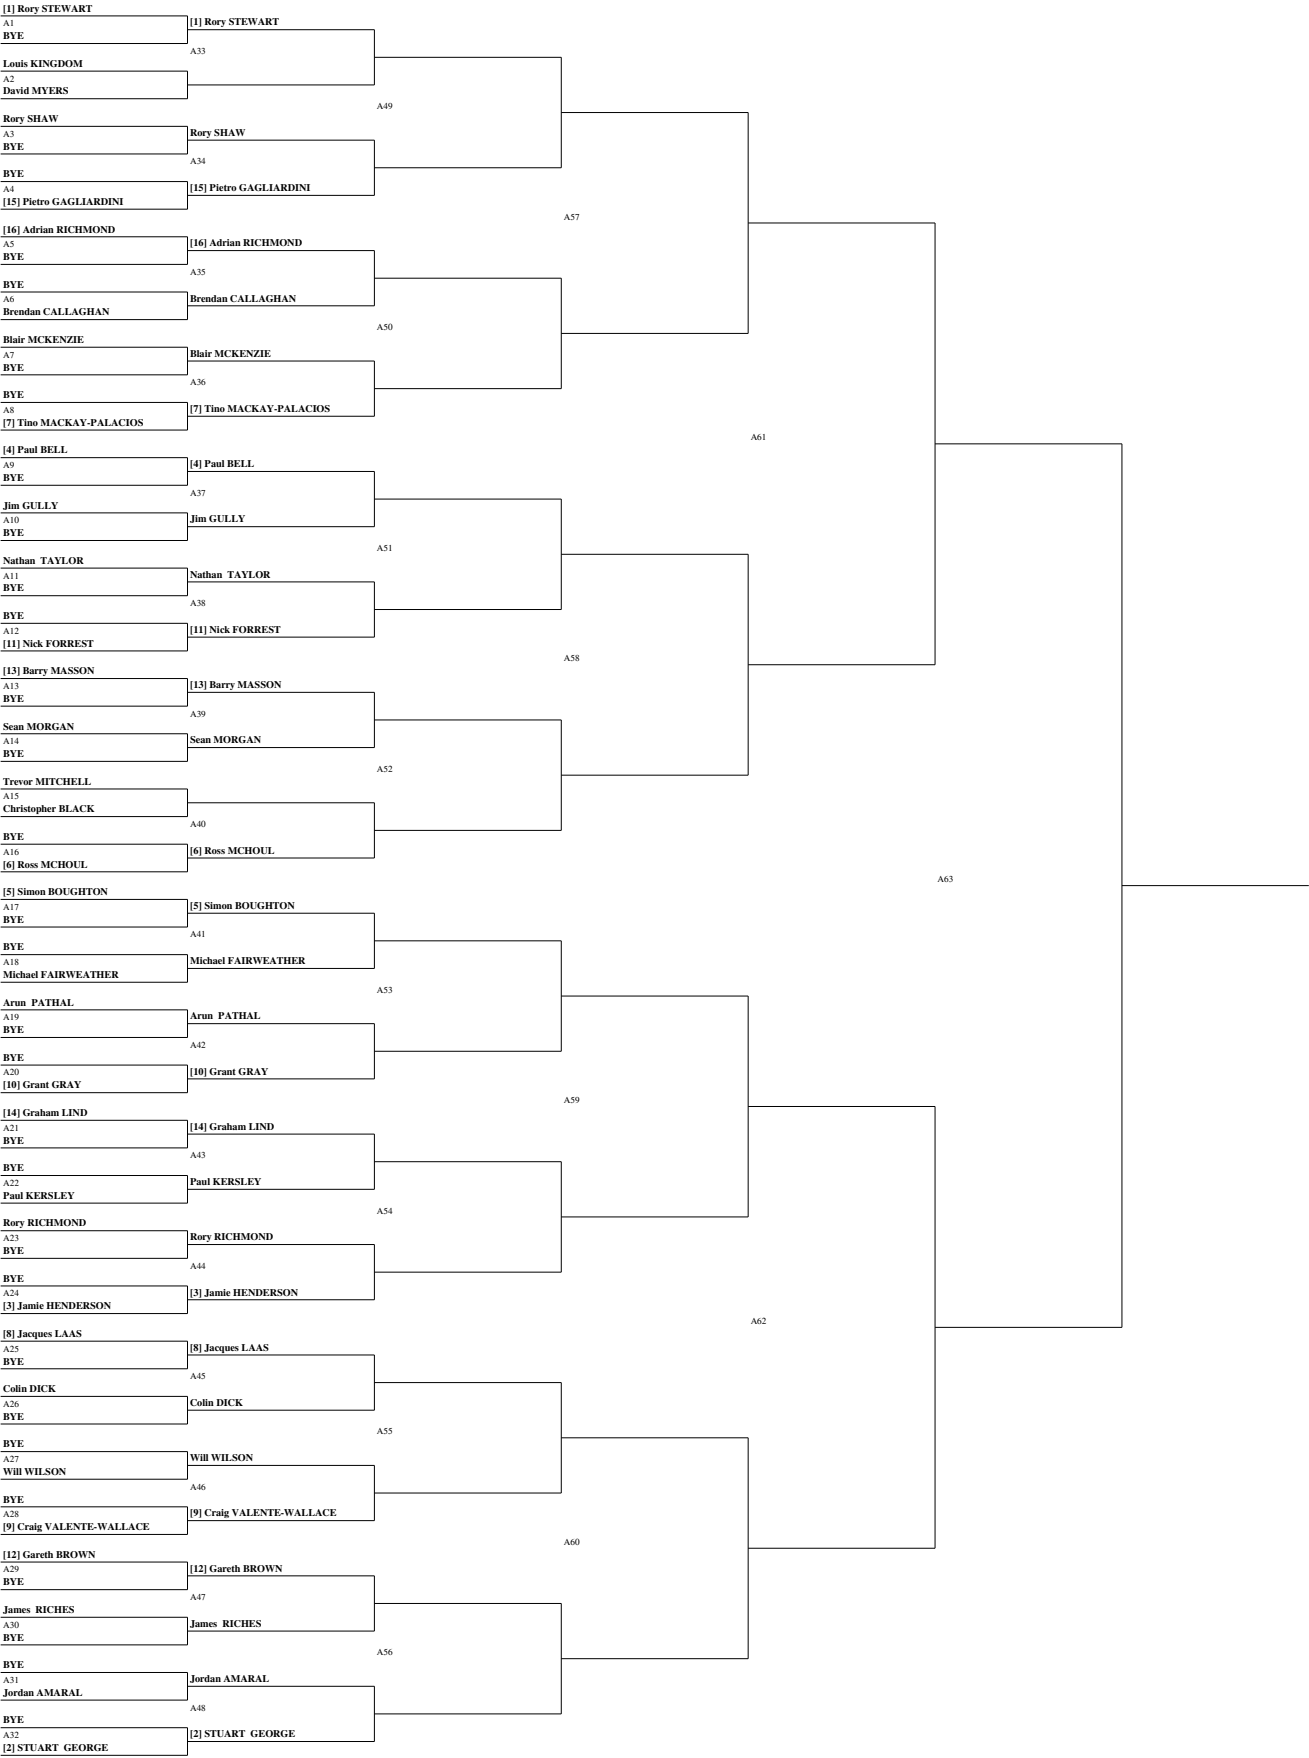 [1] Rory STEWART
A1
BYE
Louis KINGDOM
A2
David MYERS
Rory SHAW
A3
BYE
BYE
A4
[15] Pietro GAGLIARDINI
[16] Adrian RICHMOND
A5
BYE
BYE
A6
Brendan CALLAGHAN
Blair MCKENZIE
A7
BYE
BYE
A8
[7] Tino MACKAY-PALACIOS
[4] Paul BELL
A9
BYE
Jim GULLY
A10
BYE
Nathan  TAYLOR
A11
BYE
BYE
A12
[11] Nick FORREST
[13] Barry MASSON
A13
BYE
Sean MORGAN
A14
BYE
Trevor MITCHELL
A15
Christopher BLACK
BYE
A16
[6] Ross MCHOUL
[5] Simon BOUGHTON
A17
BYE
BYE
A18
Michael FAIRWEATHER
Arun  PATHAL
A19
BYE
BYE
A20
[10] Grant GRAY
[14] Graham LIND
A21
BYE
BYE
A22
Paul KERSLEY
Rory RICHMOND
A23
BYE
BYE
A24
[3] Jamie HENDERSON
[8] Jacques LAAS
A25
BYE
Colin DICK
A26
BYE
BYE
A27
Will WILSON
BYE
A28
[9] Craig VALENTE-WALLACE
[12] Gareth BROWN
A29
BYE
James  RICHES
A30
BYE
BYE
A31
Jordan AMARAL
BYE
A32
[2] STUART  GEORGE
[1] Rory STEWART
A33
Rory SHAW
A34
[15] Pietro GAGLIARDINI
[16] Adrian RICHMOND
A35
Brendan CALLAGHAN
Blair MCKENZIE
A36
[7] Tino MACKAY-PALACIOS
[4] Paul BELL
A37
Jim GULLY
Nathan  TAYLOR
A38
[11] Nick FORREST
[13] Barry MASSON
A39
Sean MORGAN
A40
[6] Ross MCHOUL
[5] Simon BOUGHTON
A41
Michael FAIRWEATHER
Arun  PATHAL
A42
[10] Grant GRAY
[14] Graham LIND
A43
Paul KERSLEY
Rory RICHMOND
A44
[3] Jamie HENDERSON
[8] Jacques LAAS
A45
Colin DICK
Will WILSON
A46
[9] Craig VALENTE-WALLACE
[12] Gareth BROWN
A47
James  RICHES
Jordan AMARAL
A48
[2] STUART  GEORGE
A49
A50
A51
A52
A53
A54
A55
A56
A57
A58
A59
A60
A61
A62
A63